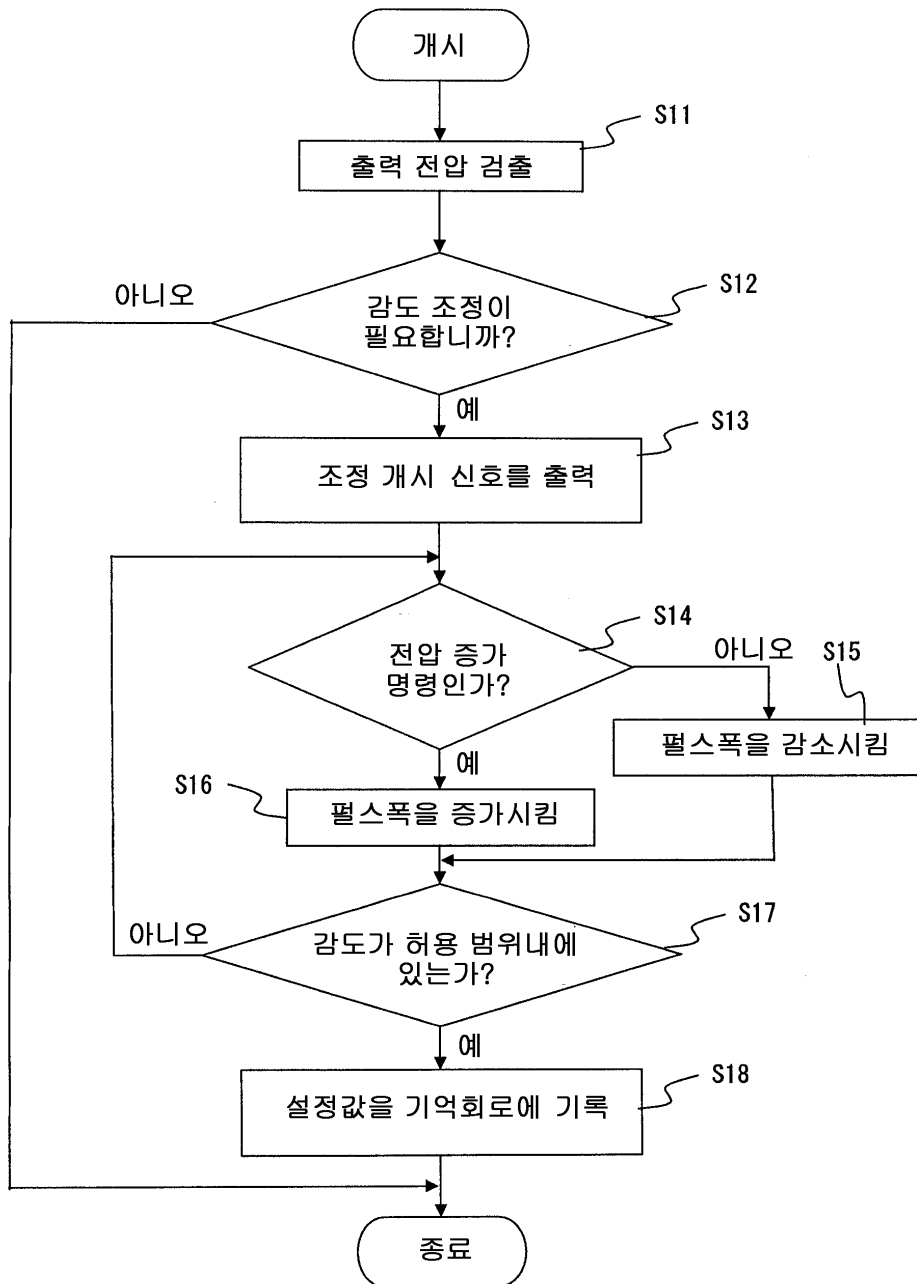 개시
S11
출력 전압 검출
S12
아니오
감도 조정이
필요합니까?
예
S13
조정 개시 신호를 출력
S14
전압 증가
명령인가?
아니오
S15
펄스폭을 감소시킴
예
S16
펄스폭을 증가시킴
S17
아니오
감도가 허용 범위내에
있는가?
예
S18
설정값을 기억회로에 기록
종료